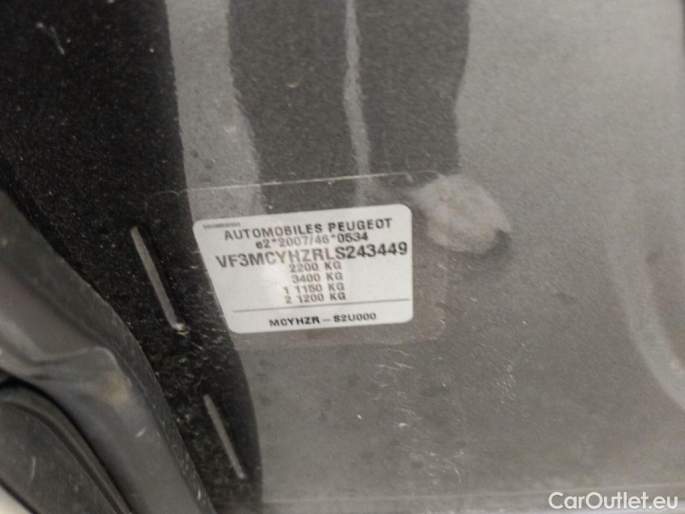 AUTOMOBILES PEUGEOT
e2*2007/46*0534
VF3MCYHZRLS243449
2200 KG
3400 KG
1 1150 KG
2 1200 KG
MCYHZR – S2U000
CarOutlet.eu